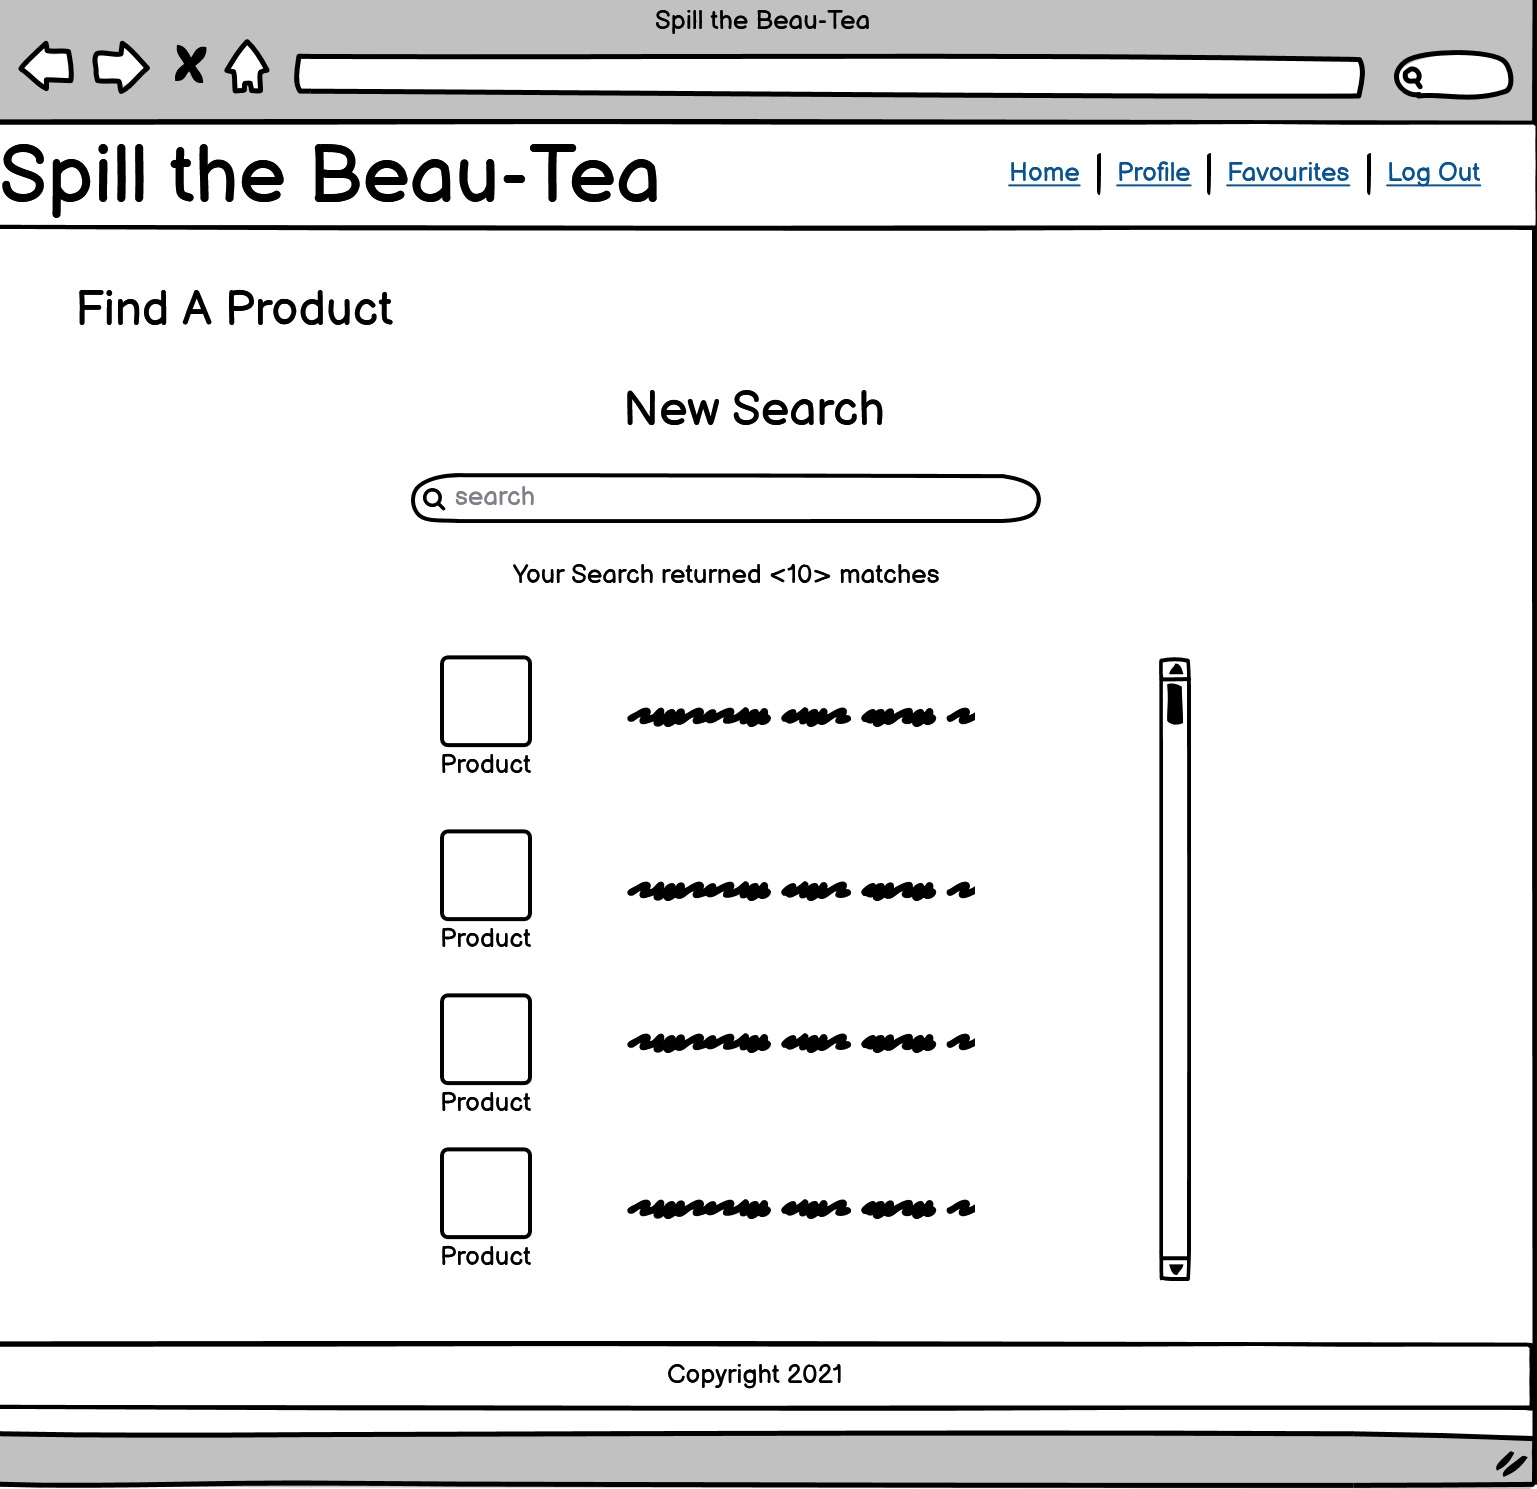 Spill the Beau-Tea
Spill the Beau-Tea
Home | Profile | Favourites | Log Out
Find A Product
New Search
search
Your Search returned <10> matches
Product
Product
Product
Product
Copyright 2021